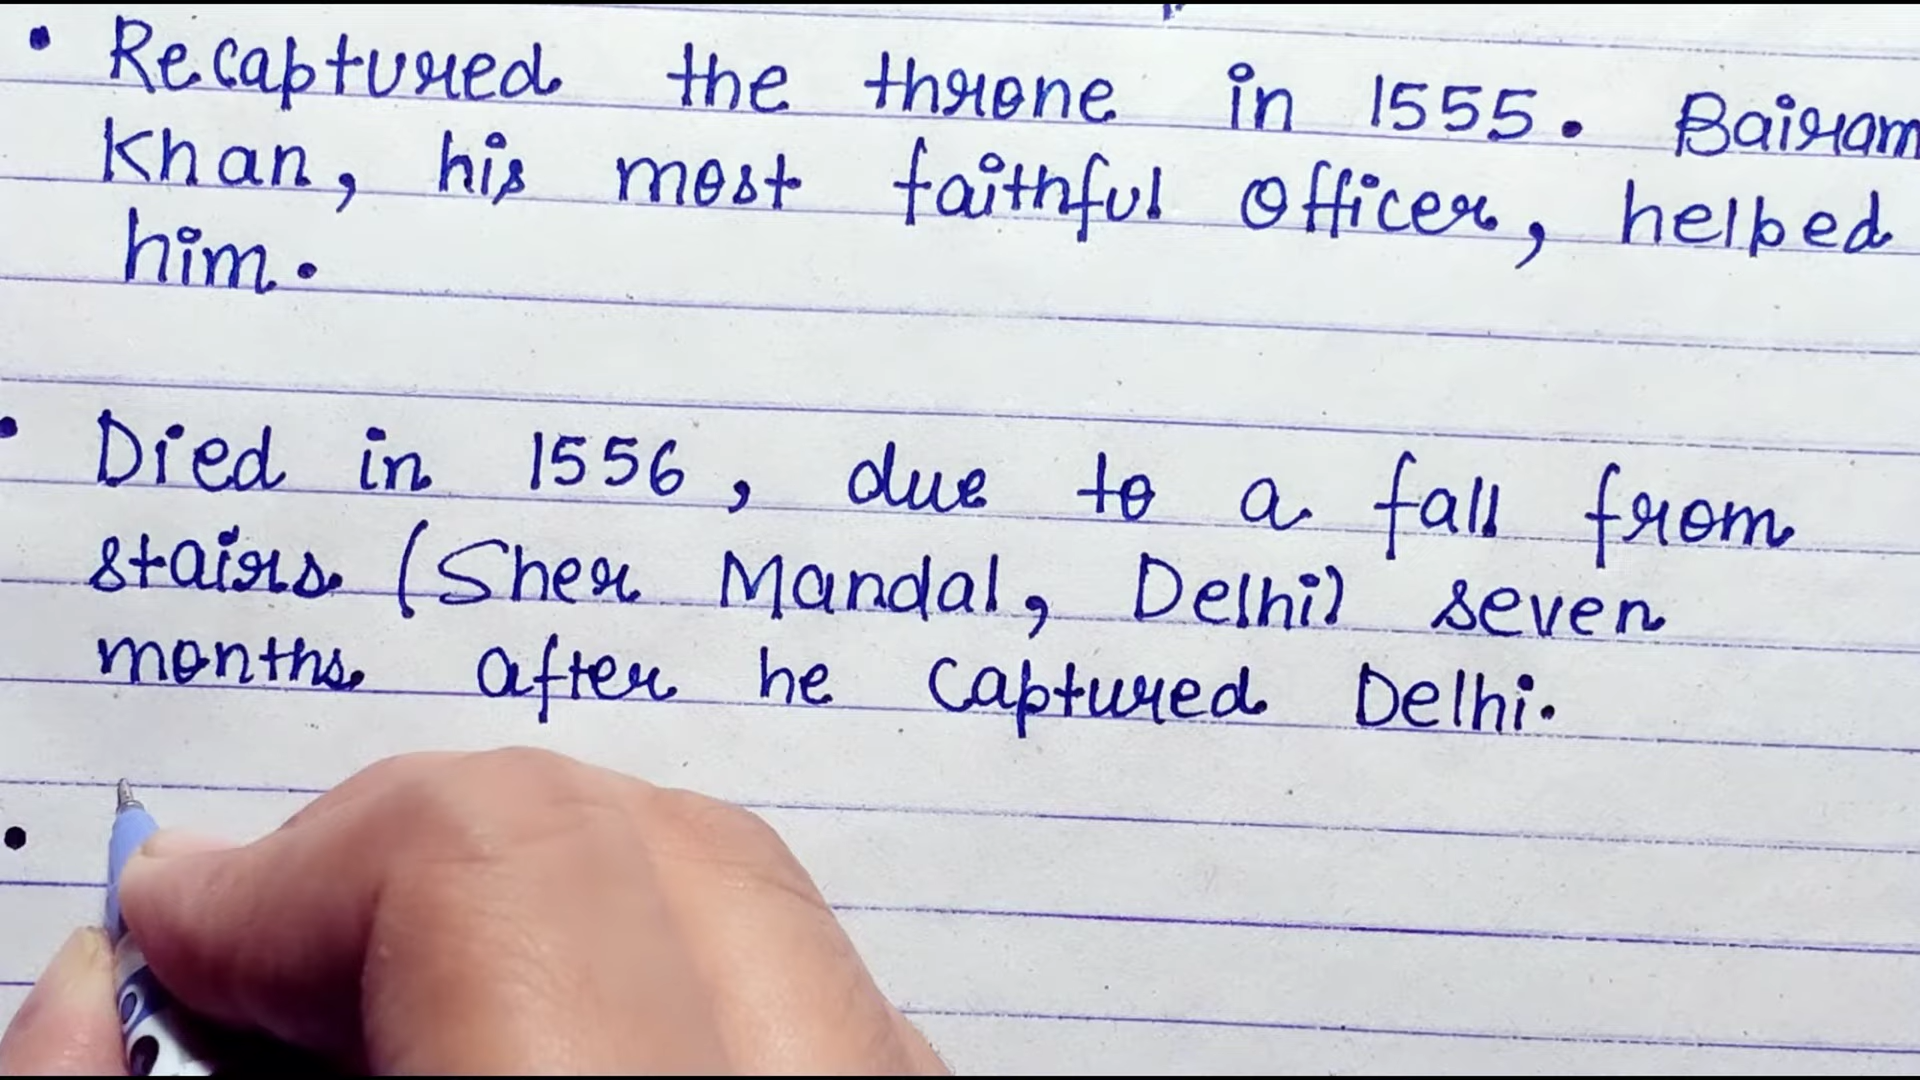 • Recaptured the throne in 1555. Bairam
Khan, his most faithful officer, helped
him.
• Died in 1556, due to a fall from
stairs (Sher Mandal, Delhi) seven
months after he captured Delhi.
•